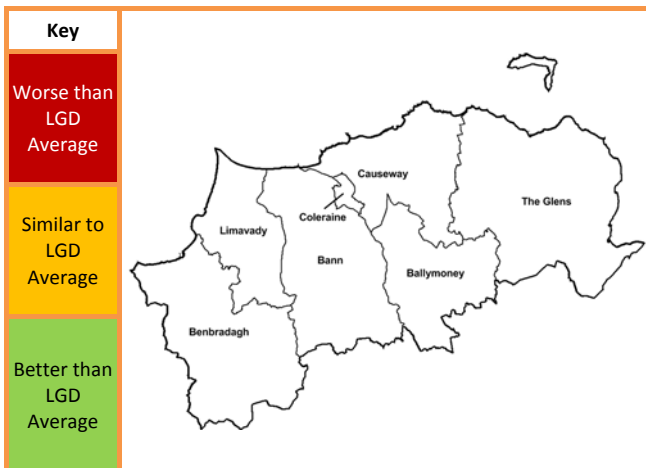 Key
Worse than
LGD
Average
Similar to
LGD
Average
Better than
LGD
Average
Causeway
The Glens
Coleraine
Limavady
Bann
Ballymoney
Benbradagh